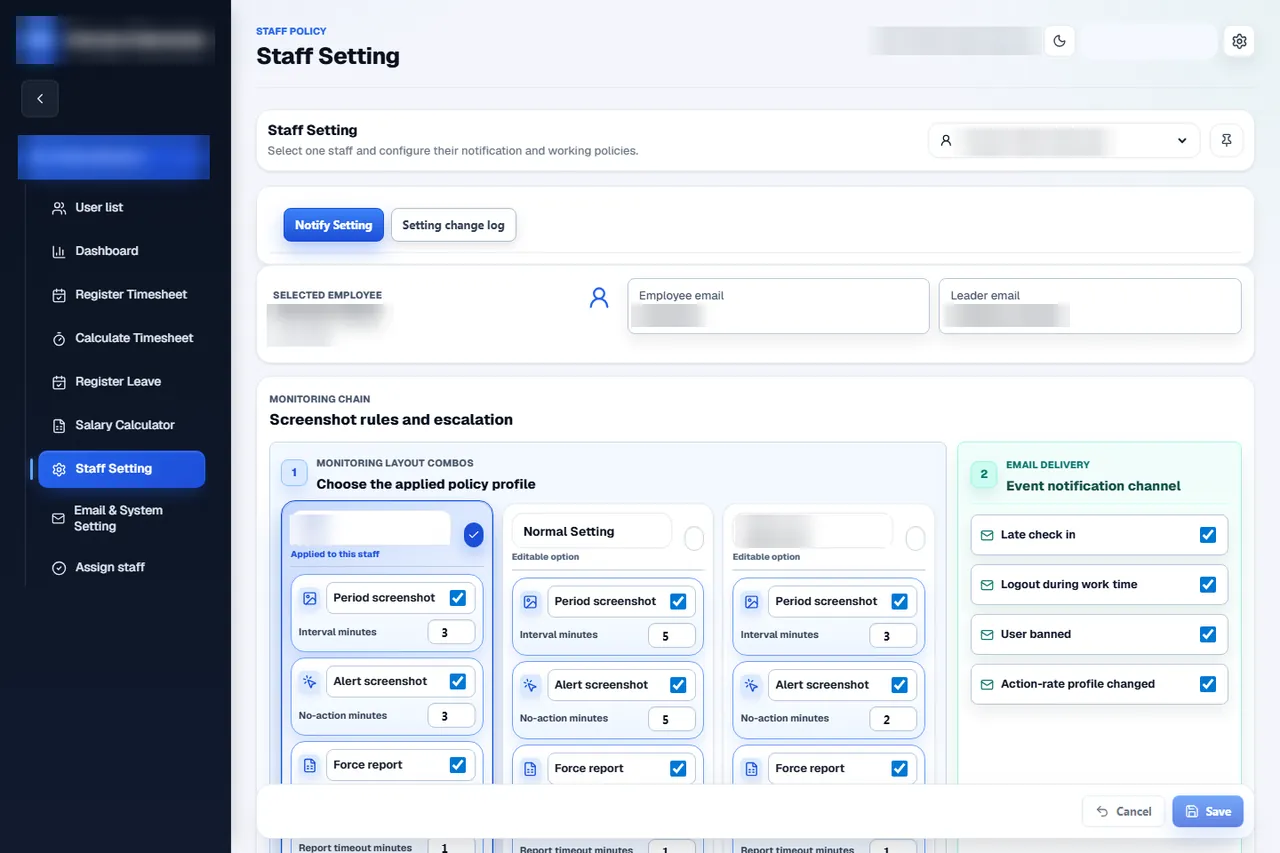 STAFF POLICY
Staff Setting
Staff Setting
Select one staff and configure their notification and working policies.
User list
Dashboard
Register Timesheet
Calculate Timesheet
Register Leave
Salary Calculator
Staff Setting
Email & System
Setting
Assign staff
Notify Setting
Setting change log
SELECTED EMPLOYEE
Employee email
Leader email
MONITORING CHAIN
Screenshot rules and escalation
1
MONITORING LAYOUT COMBOS
Choose the applied policy profile
Applied to this staff
Period screenshot
Interval minutes
3
Alert screenshot
No-action minutes
3
Force report
Report timeout minutes
1
Normal Setting
Editable option
Period screenshot
Interval minutes
5
Alert screenshot
No-action minutes
5
Force report
Report timeout minutes
1
Editable option
Period screenshot
Interval minutes
3
Alert screenshot
No-action minutes
2
Force report
Report timeout minutes
1
2
EMAIL DELIVERY
Event notification channel
Late check in
Logout during work time
User banned
Action-rate profile changed
Cancel
Save